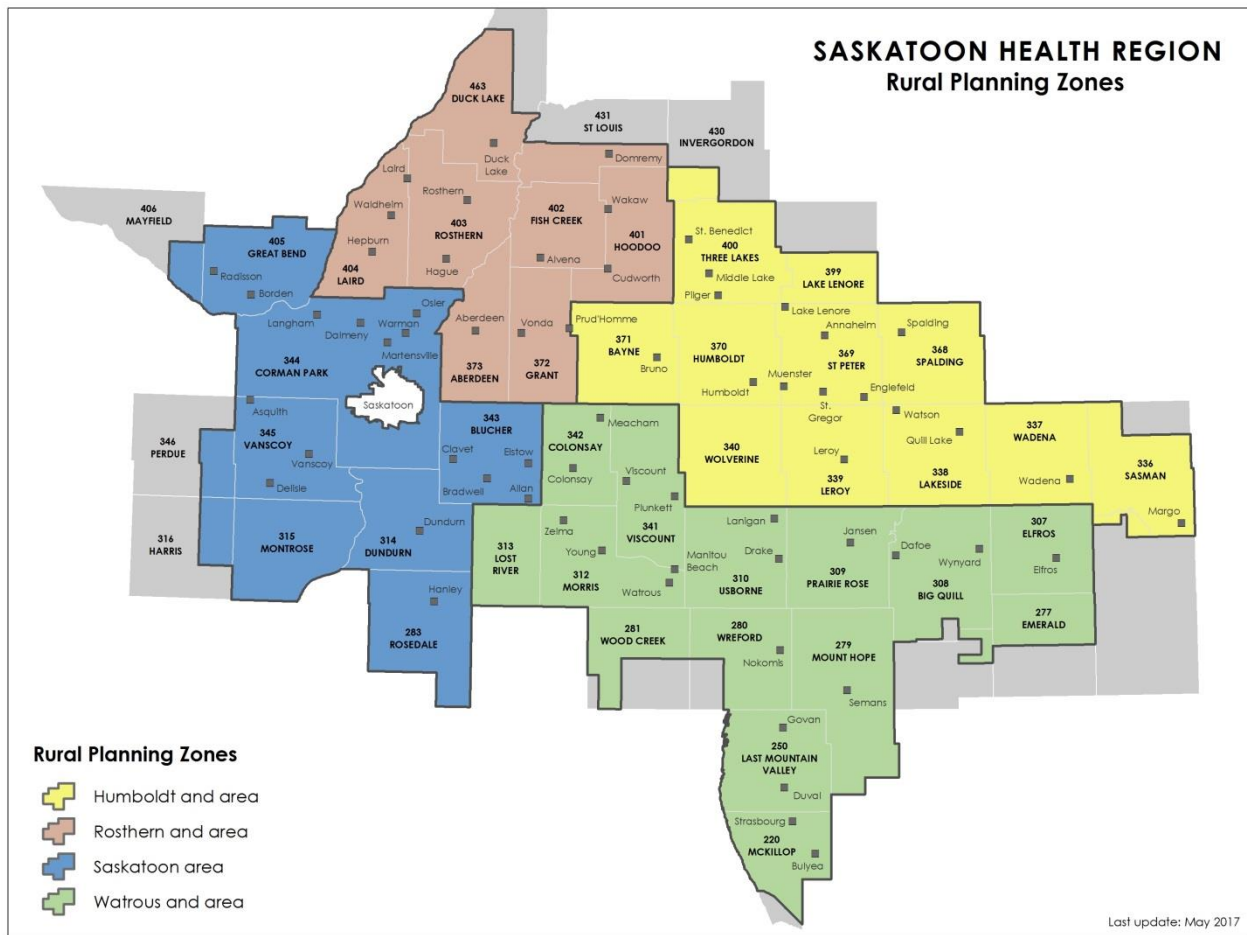 SASKATOON HEALTH REGION
Rural Planning Zones
463
DUCK LAKE
431
ST LOUIS
430
INVERGORDON
Duck
Lake
Domremy
Laird
406
MAYFIELD
Rosthern
Waldheim
402
FISH CREEK
Wakaw
403
ROSTHERN
401
HOODOO
405
GREAT BEND
Hepburn
404
LAIRD
Hague
Alvena
Cudworth
St. Benedict
400
THREE LAKES
Middle Lake
Pilger
399
LAKE LENORE
Radisson
Borden
Langham
Dalmeny
Osler
Warman
Martensville
Aberdeen
Vonda
Prud'Homme
Lake Lenore
Annaheim
Spalding
344
CORMAN PARK
373
ABERDEEN
372
GRANT
371
BAYNE
Bruno
370
HUMBOLDT
Humboldt
Muenster
369
ST PETER
St.
Gregor
Englefeld
368
SPALDING
Saskatoon
Asquith
346
PERDUE
345
VANSCOY
Vanscoy
Delisle
343
BLUCHER
Clavet
Elstow
Bradwell
Allan
342
COLONSAY
Meacham
Colonsay
Viscount
Plunkett
341
VISCOUNT
340
WOLVERINE
Leroy
339
LEROY
Watson
Quill Lake
338
LAKESIDE
337
WADENA
Wadena
336
SASMAN
Margo
316
HARRIS
315
MONTROSE
Dundurn
314
DUNDURN
313
LOST
RIVER
Zelma
Young
312
MORRIS
Watrous
Manitou
Beach
Lanigan
Drake
310
USBORNE
Jansen
309
PRAIRIE ROSE
Dafoe
Wynyard
308
BIG QUILL
307
ELFROS
Elfros
277
EMERALD
Hanley
283
ROSEDALE
281
WOOD CREEK
280
WREFORD
Nokomis
279
MOUNT HOPE
Semans
Govan
250
LAST MOUNTAIN
VALLEY
Duval
Strasbourg
220
MCKILLOP
Bulyea
Rural Planning Zones
Humboldt and area
Rosthern and area
Saskatoon area
Watrous and area
Last update: May 2017